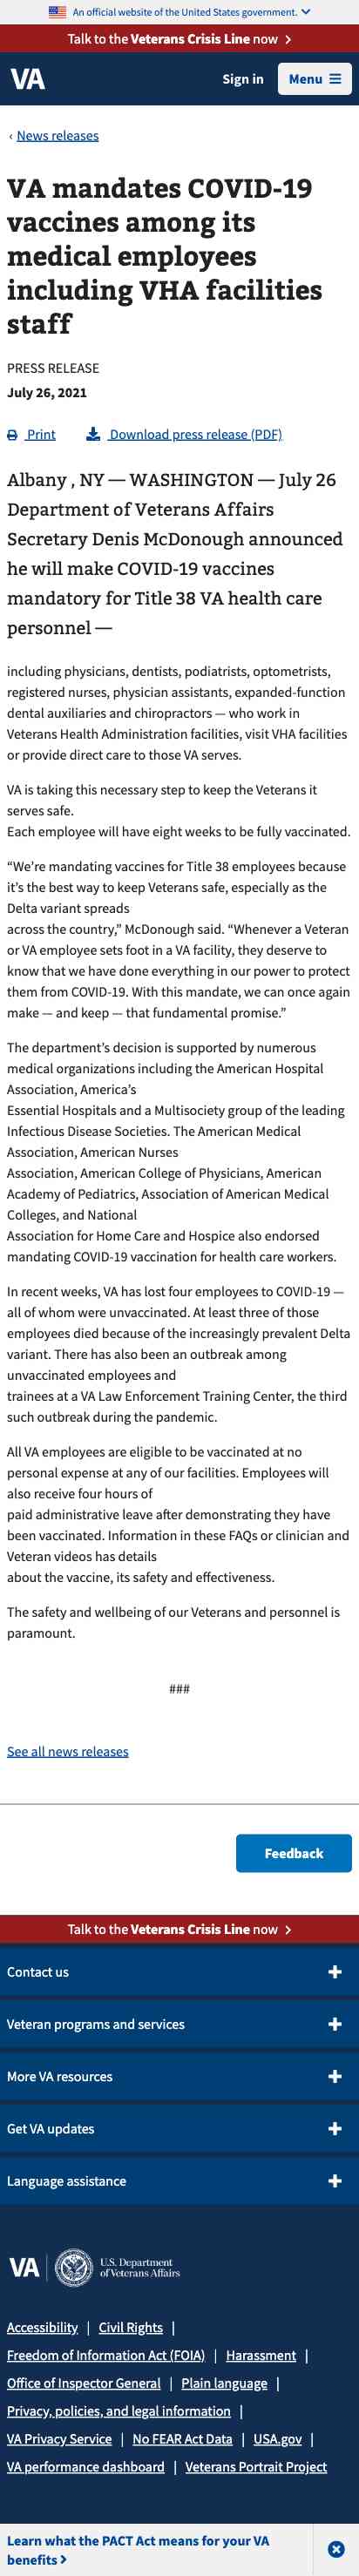 An official website of the United States government.
Talk to the Veterans Crisis Line now
VA
Sign in
Menu
News releases
VA mandates COVID-19
vaccines among its
medical employees
including VHA facilities
staff
PRESS RELEASE
July 26, 2021
Print
Download press release (PDF)
Albany , NY — WASHINGTON — July 26
Department of Veterans Affairs
Secretary Denis McDonough announced
he will make COVID-19 vaccines
mandatory for Title 38 VA health care
personnel —
including physicians, dentists, podiatrists, optometrists,
registered nurses, physician assistants, expanded-function
dental auxiliaries and chiropractors — who work in
Veterans Health Administration facilities, visit VHA facilities
or provide direct care to those VA serves.
VA is taking this necessary step to keep the Veterans it
serves safe.
Each employee will have eight weeks to be fully vaccinated.
“We’re mandating vaccines for Title 38 employees because
it’s the best way to keep Veterans safe, especially as the
Delta variant spreads
across the country,” McDonough said. “Whenever a Veteran
or VA employee sets foot in a VA facility, they deserve to
know that we have done everything in our power to protect
them from COVID-19. With this mandate, we can once again
make — and keep — that fundamental promise.”
The department’s decision is supported by numerous
medical organizations including the American Hospital
Association, America’s
Essential Hospitals and a Multisociety group of the leading
Infectious Disease Societies. The American Medical
Association, American Nurses
Association, American College of Physicians, American
Academy of Pediatrics, Association of American Medical
Colleges, and National
Association for Home Care and Hospice also endorsed
mandating COVID-19 vaccination for health care workers.
In recent weeks, VA has lost four employees to COVID-19 —
all of whom were unvaccinated. At least three of those
employees died because of the increasingly prevalent Delta
variant. There has also been an outbreak among
unvaccinated employees and
trainees at a VA Law Enforcement Training Center, the third
such outbreak during the pandemic.
All VA employees are eligible to be vaccinated at no
personal expense at any of our facilities. Employees will
also receive four hours of
paid administrative leave after demonstrating they have
been vaccinated. Information in these FAQs or clinician and
Veteran videos has details
about the vaccine, its safety and effectiveness.
The safety and wellbeing of our Veterans and personnel is
paramount.
###
See all news releases
Feedback
Talk to the Veterans Crisis Line now
Contact us
Veteran programs and services
More VA resources
Get VA updates
Language assistance
VA
U.S. Department
of Veterans Affairs
Accessibility | Civil Rights |
Freedom of Information Act (FOIA) | Harassment |
Office of Inspector General | Plain language |
Privacy, policies, and legal information |
VA Privacy Service | No FEAR Act Data | USA.gov |
VA performance dashboard | Veterans Portrait Project
Learn what the PACT Act means for your VA
benefits